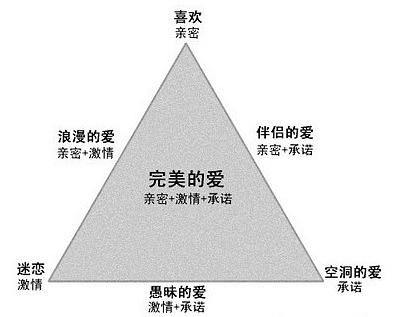 喜欢
亲密
浪漫的爱
亲密+激情
伴侣的爱
亲密+承诺
完美的爱
亲密+激情+承诺
迷恋
激情
愚昧的爱
激情+承诺
空洞的爱
承诺